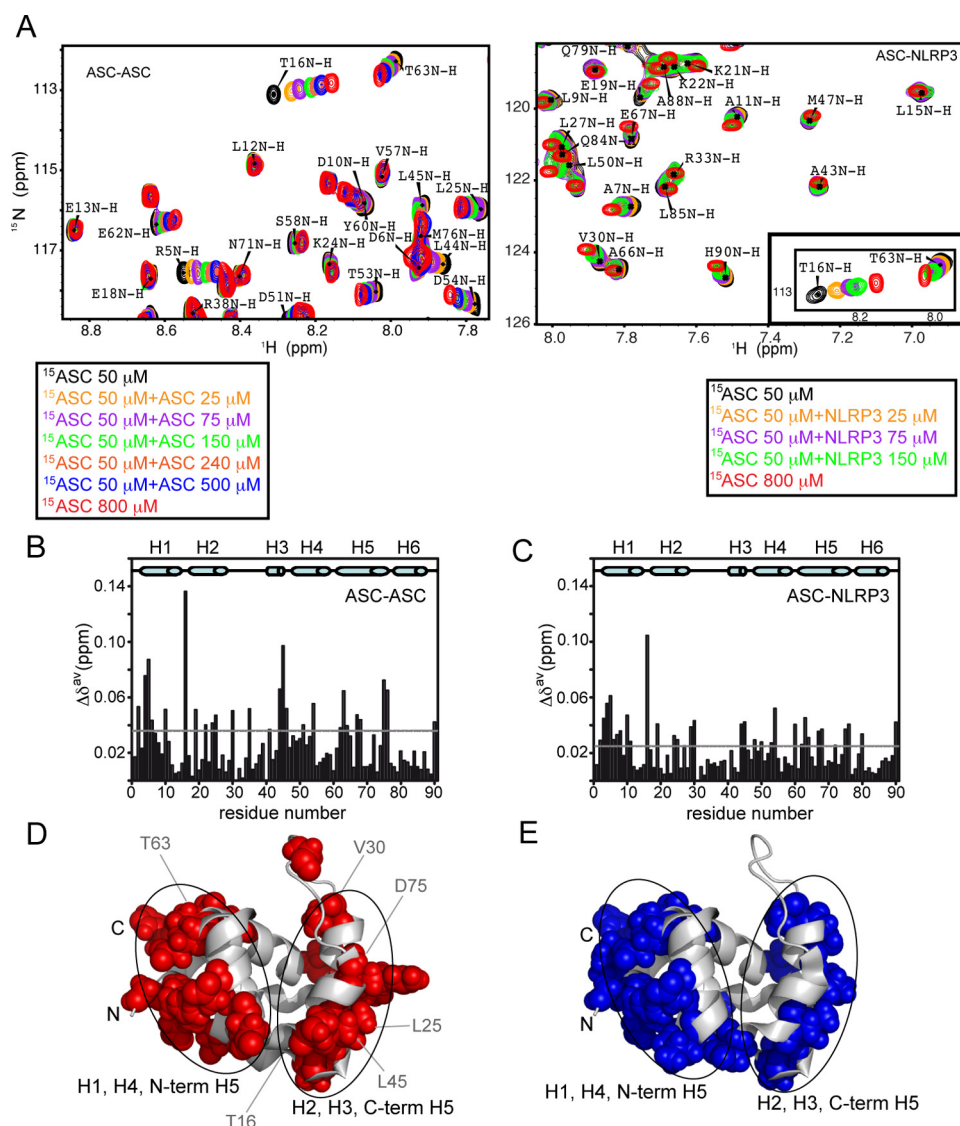 A
ASC-ASC
T16N-H
T63N-H
L12N-H
V57N-H
D10N-H
L45N-H
L25N-H
E13N-H
E62N-H
S58N-H
Y60N-H
M76N-H
R5N-H
N71N-H
K24N-H
D6N-H
L44N-H
T53N-H
E18N-H
R38N-H
D51N-H
D54N-H
113
115
117
15N (ppm)
8.8 8.6 8.4 8.2 8.0 7.8
1H (ppm)
ASC-NLRP3
Q79N-H
K21N-H
E19N-H
K22N-H
L9N-H
A88N-H
A11N-H
M47N-H
L15N-H
E67N-H
L27N-H
Q84N-H
R33N-H
L50N-H
A43N-H
A7N-H
L85N-H
V30N-H
A66N-H
H90N-H
T16N-H
T63N-H
113
8.2 8.0
120
122
124
126
8.0 7.8 7.6 7.4 7.2 7.0
1H (ppm)
15ASC 50 μM
15ASC 50 μM+ASC 25 μM
15ASC 50 μM+ASC 75 μM
15ASC 50 μM+ASC 150 μM
15ASC 50 μM+ASC 240 μM
15ASC 50 μM+ASC 500 μM
15ASC 800 μM
15ASC 50 μM
15ASC 50 μM+NLRP3 25 μM
15ASC 50 μM+NLRP3 75 μM
15ASC 50 μM+NLRP3 150 μM
15ASC 800 μM
B
H1 H2 H3 H4 H5 H6
ASC-ASC
0.14
0.10
0.06
0.02
Δδav(ppm)
0 10 20 30 40 50 60 70 80 90
residue number
C
H1 H2 H3 H4 H5 H6
ASC-NLRP3
0.14
0.10
0.06
0.02
Δδav(ppm)
0 10 20 30 40 50 60 70 80 90
residue number
D
T63
V30
D75
C
N
L25
L45
T16
H1, H4, N-term H5
H2, H3, C-term H5
E
C
N
H1, H4, N-term H5
H2, H3, C-term H5